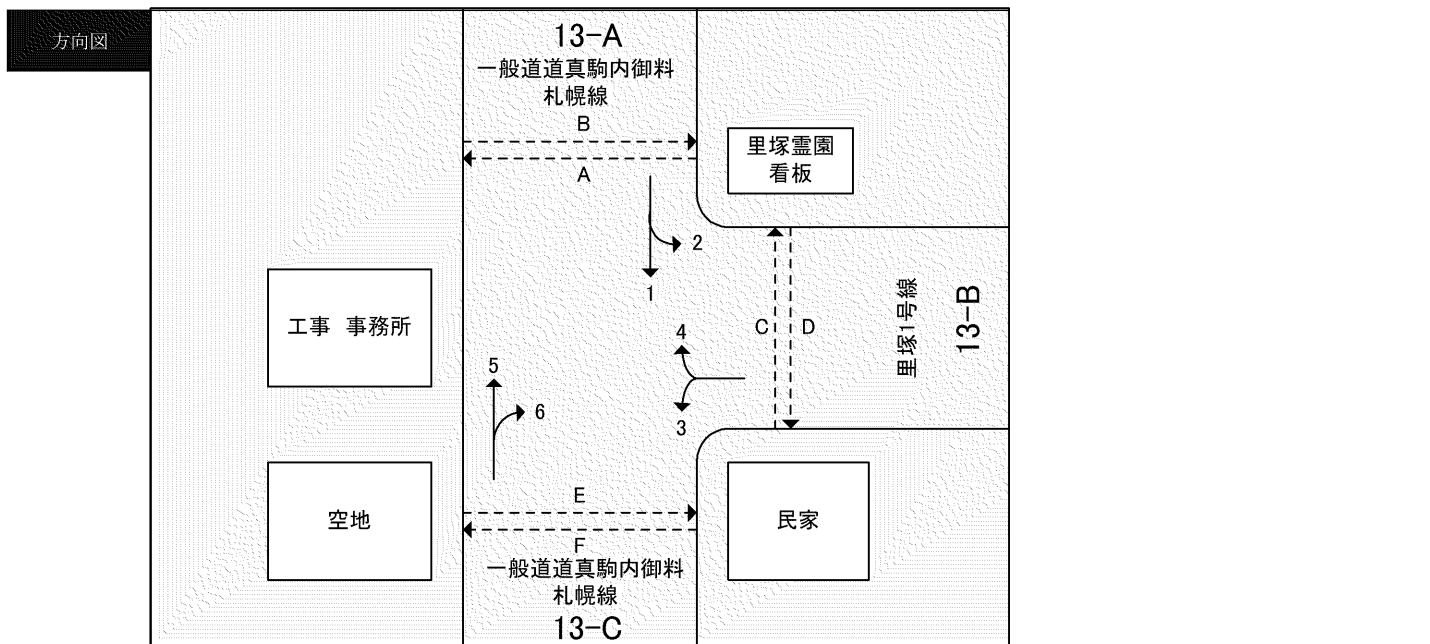 方向図
13-A
一般道道真駒内御料
札幌線
B
A
里塚霊園
看板
2
1
工事 事務所
C
D
里塚1号線
13-B
4
3
5
6
空地
E
F
民家
一般道道真駒内御料
札幌線
13-C